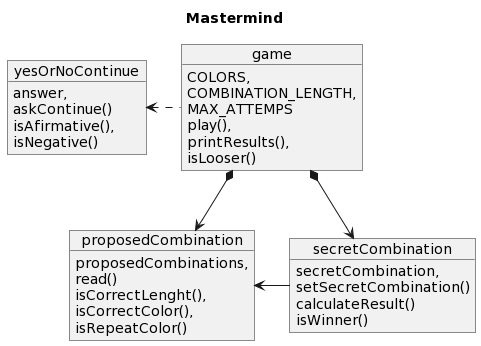 Mastermind
game
COLORS,
COMBINATION_LENGTH,
MAX_ATTEMPS
play(),
printResults(),
isLooser()
yesOrNoContinue
answer,
askContinue()
isAfirmative(),
isNegative()
proposedCombination
proposedCombinations,
read()
isCorrectLenght(),
isCorrectColor(),
isRepeatColor()
secretCombination
secretCombination,
setSecretCombination()
calculateResult()
isWinner()